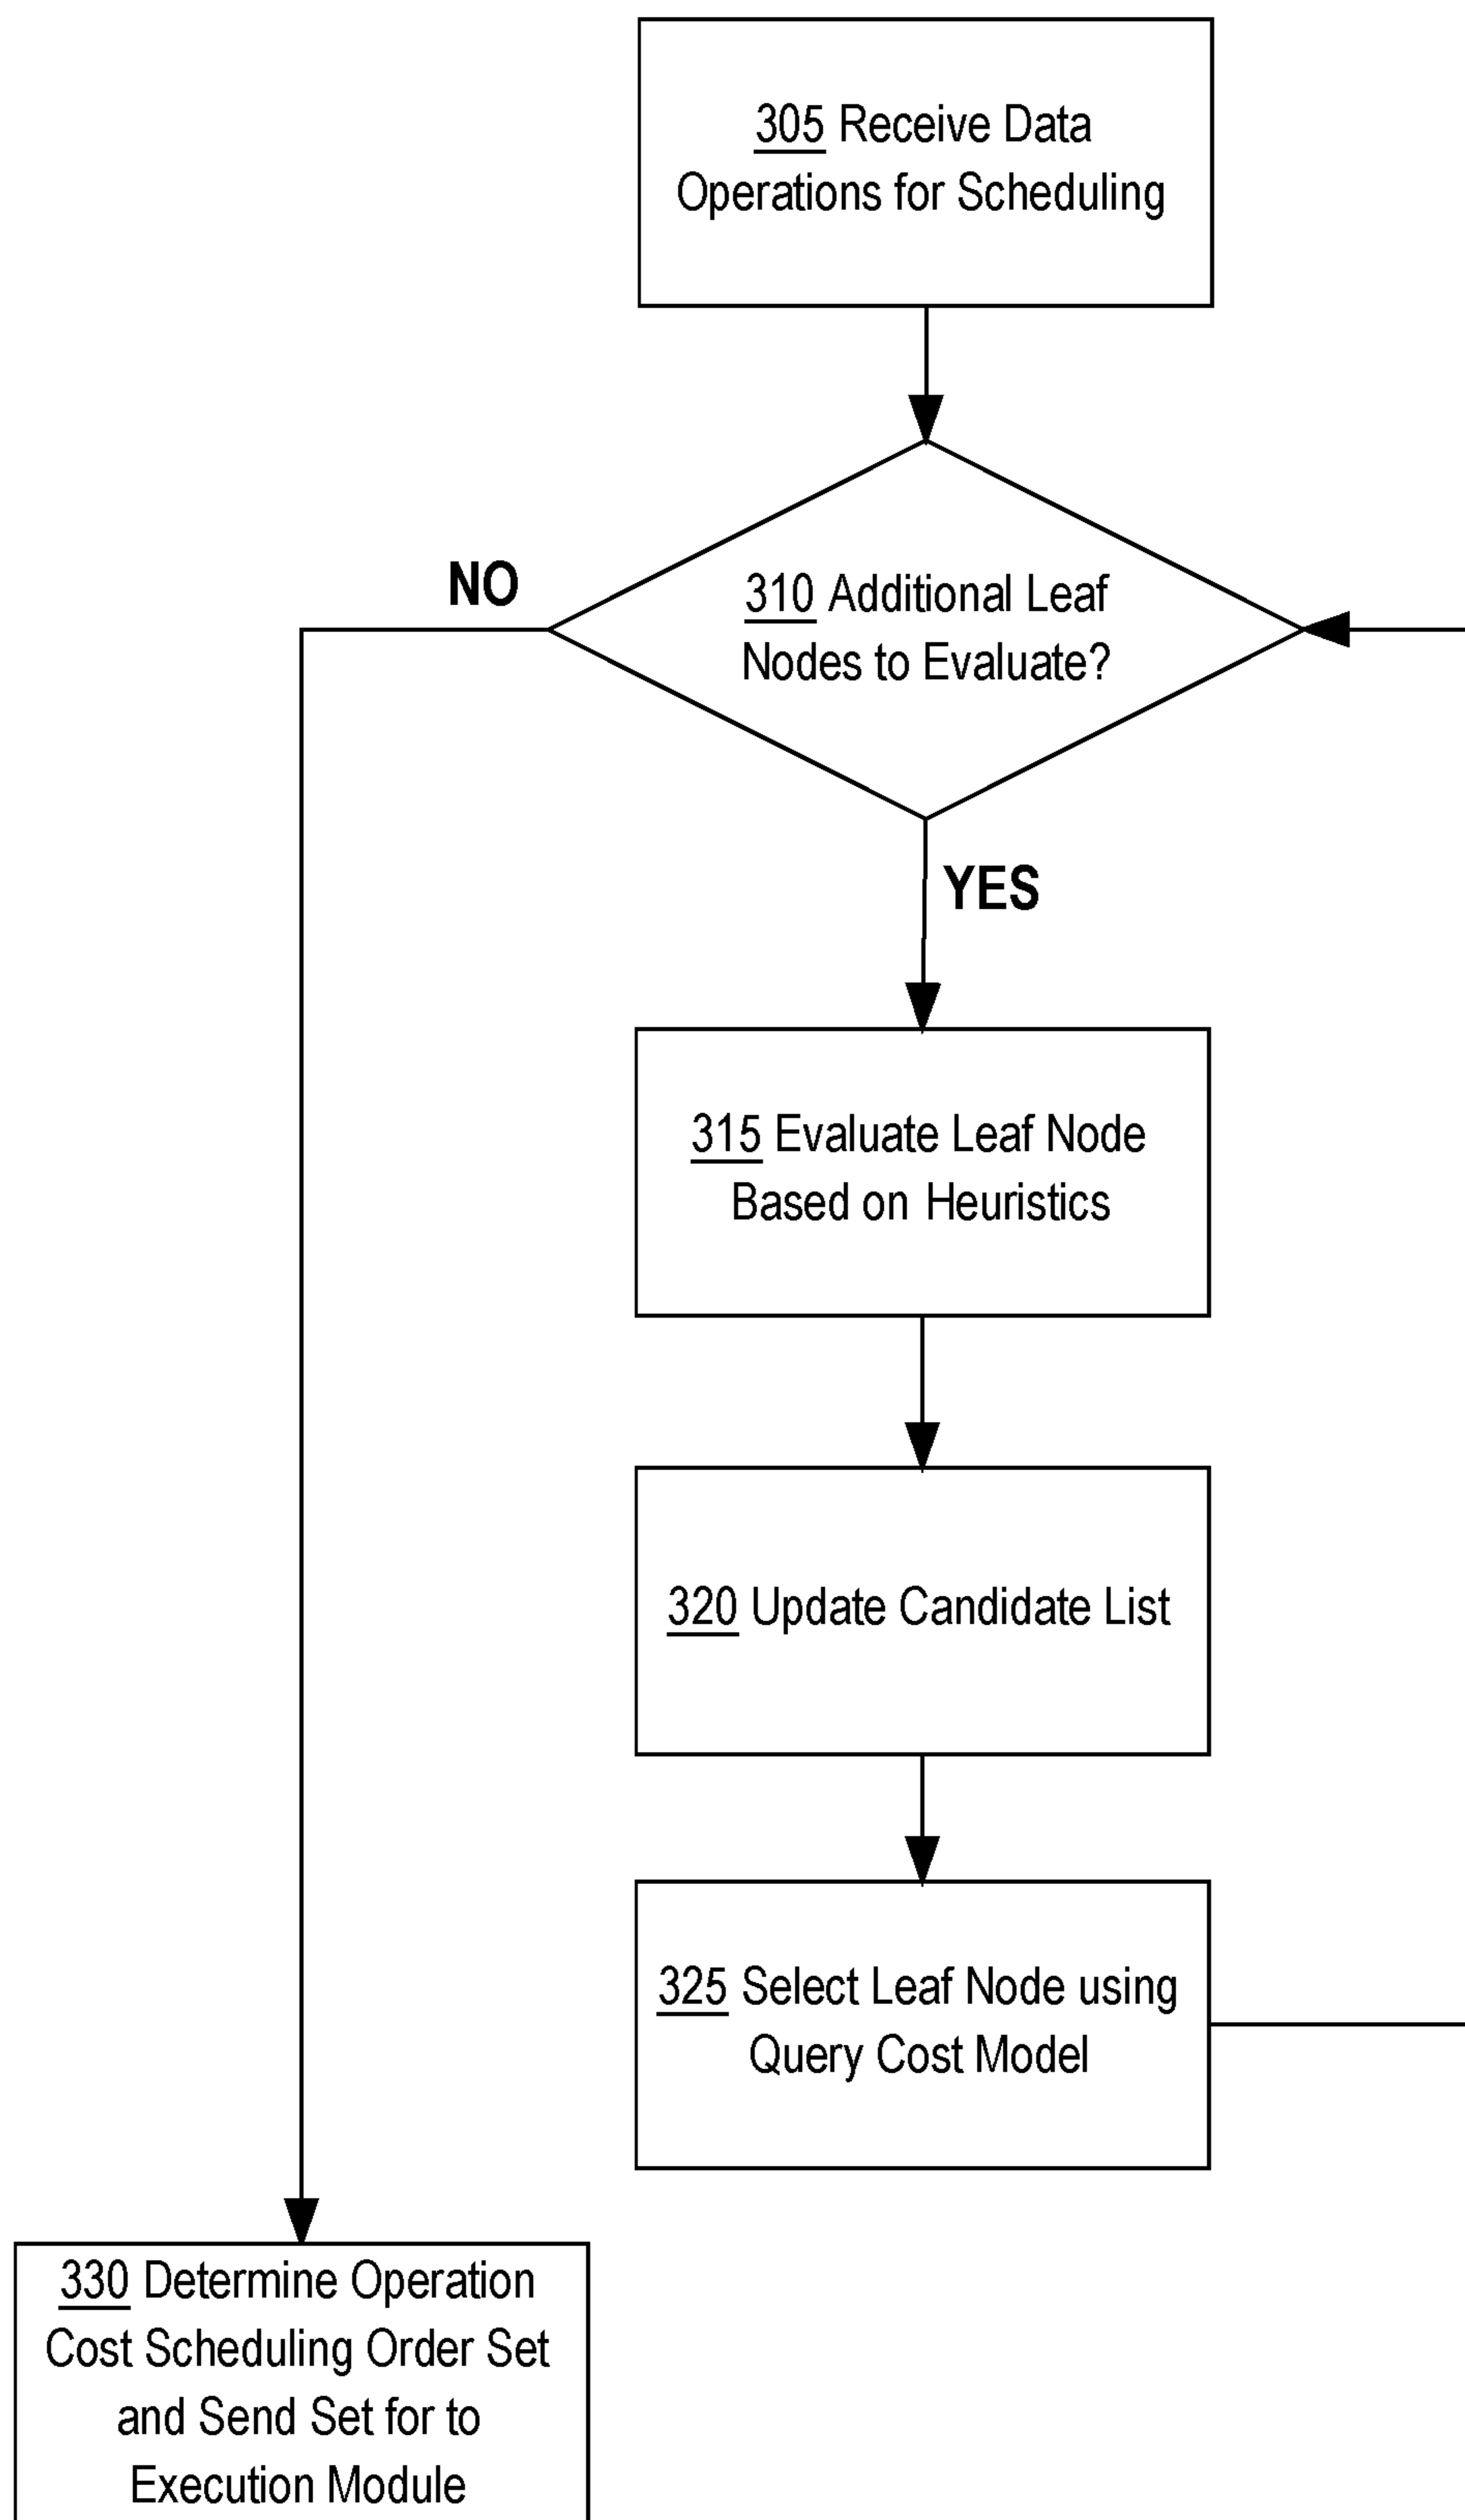 305 Receive Data
Operations for Scheduling
NO
310 Additional Leaf
Nodes to Evaluate?
YES
315 Evaluate Leaf Node
Based on Heuristics
320 Update Candidate List
325 Select Leaf Node using
Query Cost Model
330 Determine Operation
Cost Scheduling Order Set
and Send Set for to
Execution Module